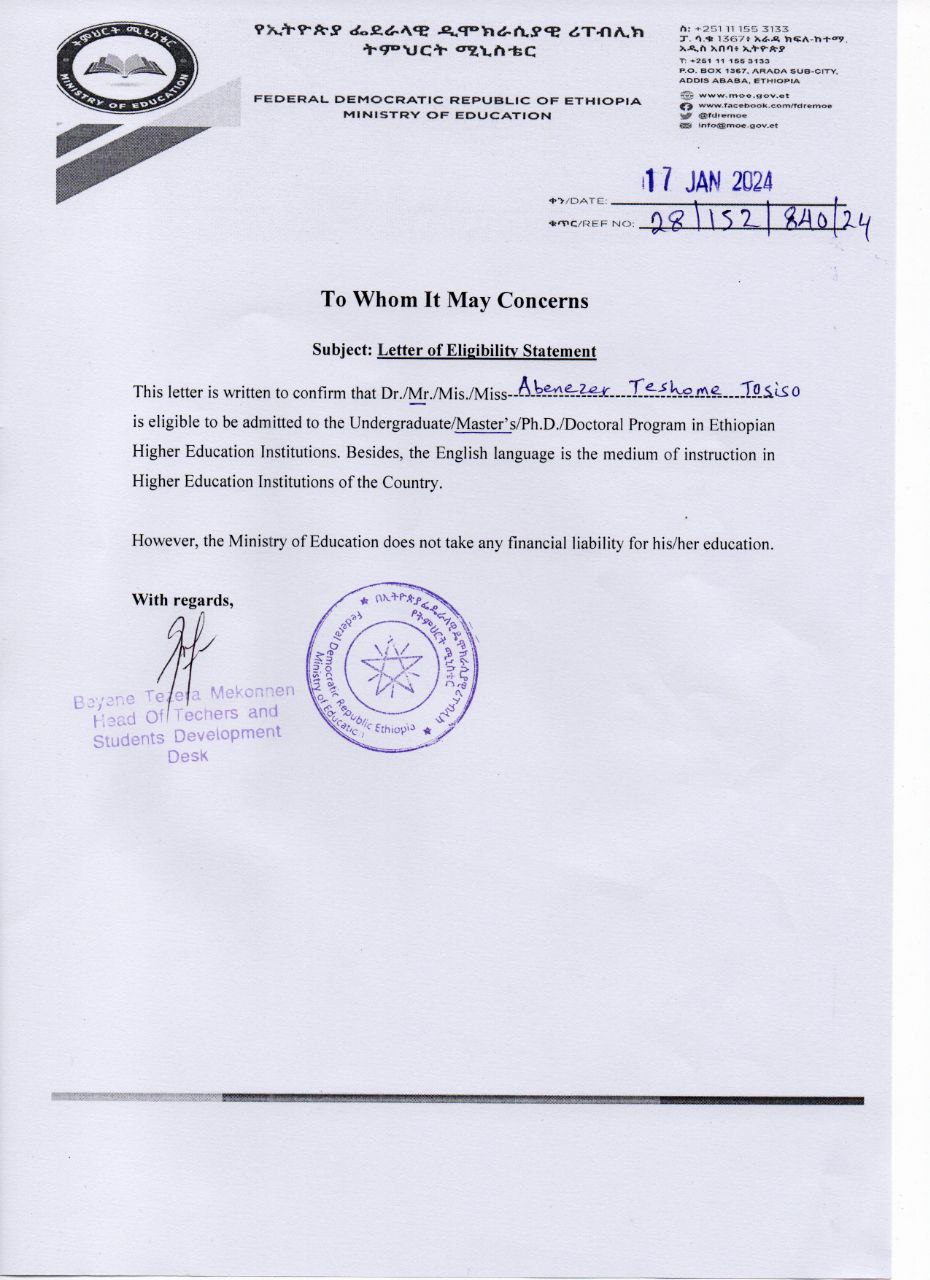 ትምህርት ሚኒስቴር
MINISTRY OF EDUCATION
የኢትዮጵያ ፌደራላዊ ዲሞክራሲያዊ ሪፐብሊክ
ትምህርት ሚኒስቴር
FEDERAL DEMOCRATIC REPUBLIC OF ETHIOPIA
MINISTRY OF EDUCATION
ስ: +251 11 155 3133
ፖ. ሳ.ቁ 1367፣ አራዳ ክፍለ-ከተማ,
አዲስ አበባ፣ ኢትዮጵያ
T: +251 11 155 3133
P.O. BOX 1367, ARADA SUB-CITY,
ADDIS ABABA, ETHIOPIA
www.moe.gov.et
www.facebook.com/fdremoe
@fdremoe
info@moe.gov.et
ቀን/DATE: 17 JAN 2024
ቁጥር/REF NO: 28/152/840/24
To Whom It May Concerns
Subject: Letter of Eligibility Statement
This letter is written to confirm that Dr./Mr./Mis./Miss--Abenezer Teshome Tosiso
is eligible to be admitted to the Undergraduate/Master's/Ph.D./Doctoral Program in Ethiopian
Higher Education Institutions. Besides, the English language is the medium of instruction in
Higher Education Institutions of the Country.
However, the Ministry of Education does not take any financial liability for his/her education.
With regards,
Beyene Tezera Mekonnen
Head Of Techers and
Students Development
Desk
በኢትዮጵያ ፌዴራላዊ ዲሞክራሲያዊ ሪፐብሊክ
የትምህርት ሚኒስቴር
Federal Democratic Republic Ethiopia
Ministry of Education